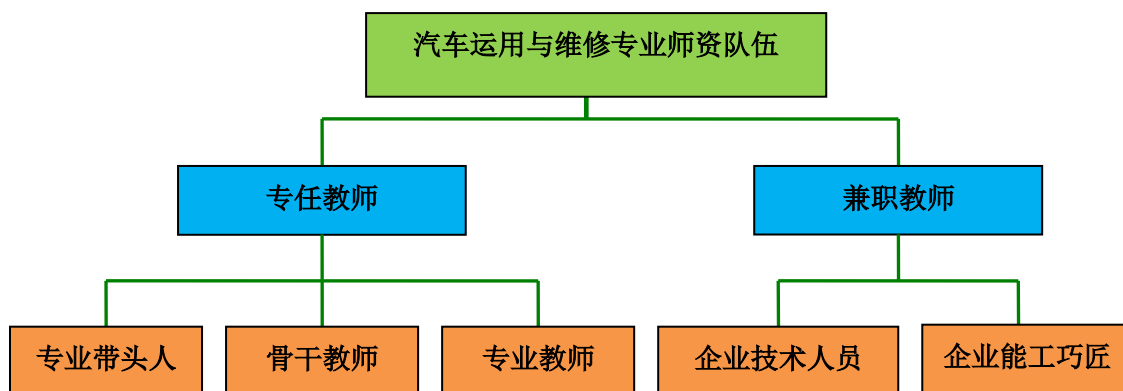 汽车运用与维修专业师资队伍
专任教师
兼职教师
专业带头人
骨干教师
专业教师
企业技术人员
企业能工巧匠